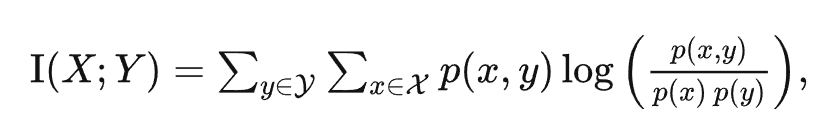 I(X; Y) = ∑_{y∈𝒴} ∑_{x∈𝒳} p(x, y) log ( p(x,y) / p(x) p(y) ),